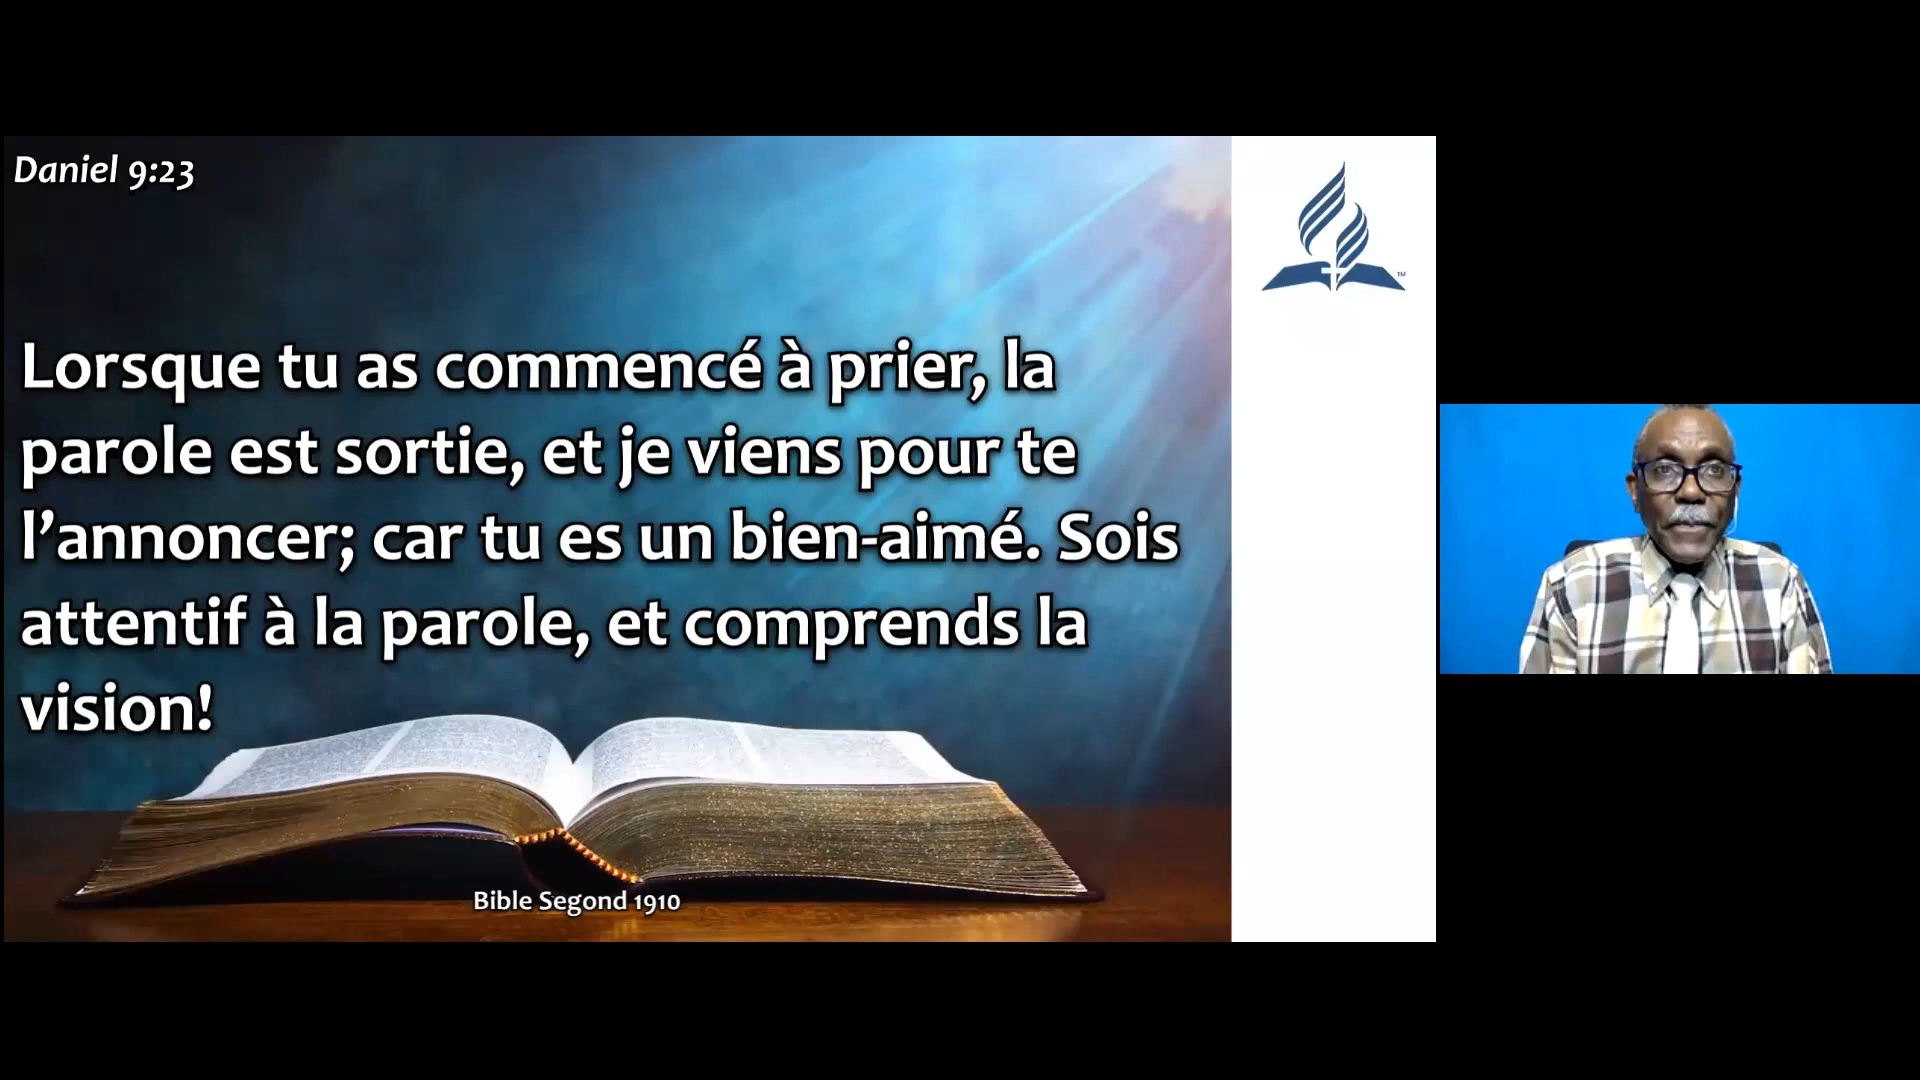 Daniel 9:23
Lorsque tu as commencé à prier, la
parole est sortie, et je viens pour te
l’annoncer; car tu es un bien-aimé. Sois
attentif à la parole, et comprends la
vision!
Bible Segond 1910
TM